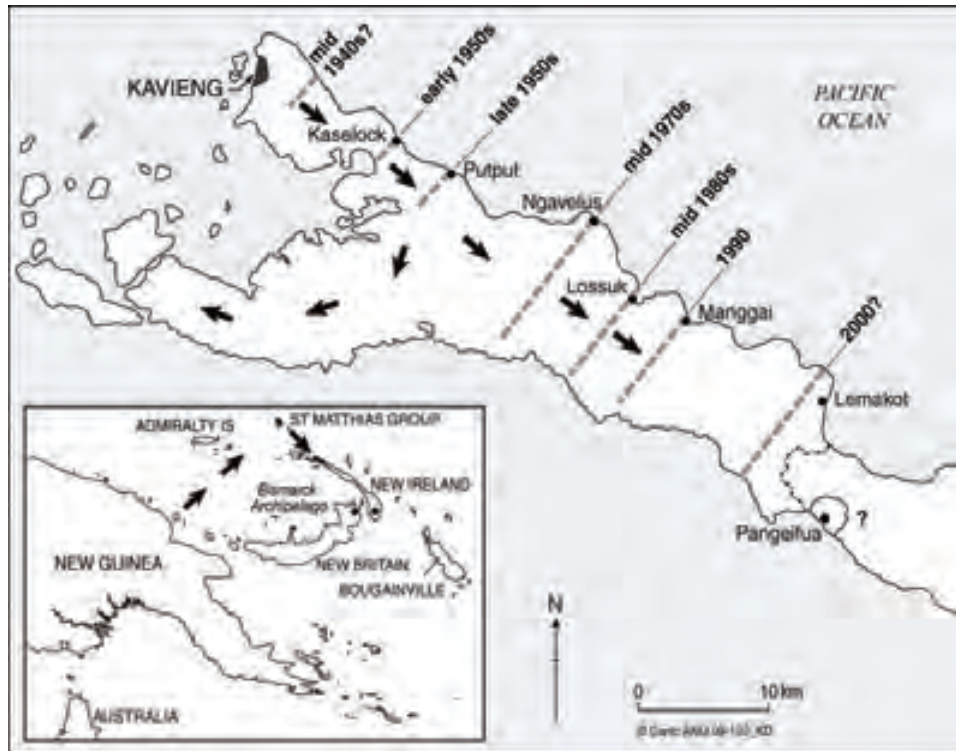 KAVIENG
mid
1940s?
early 1950s
late 1950s
mid 1970s
mid 1980s
1990
2000?
PACIFIC
OCEAN
Kaselock
Putput
Ngavelus
Lossuk
Manggai
Lemakot
Pangeifua
?
ST MATTHIAS GROUP
ADMIRALTY IS
NEW IRELAND
Bismarck
Archipelago
NEW GUINEA
NEW BRITAIN
BOUGAINVILLE
AUSTRALIA
N
0
10 km